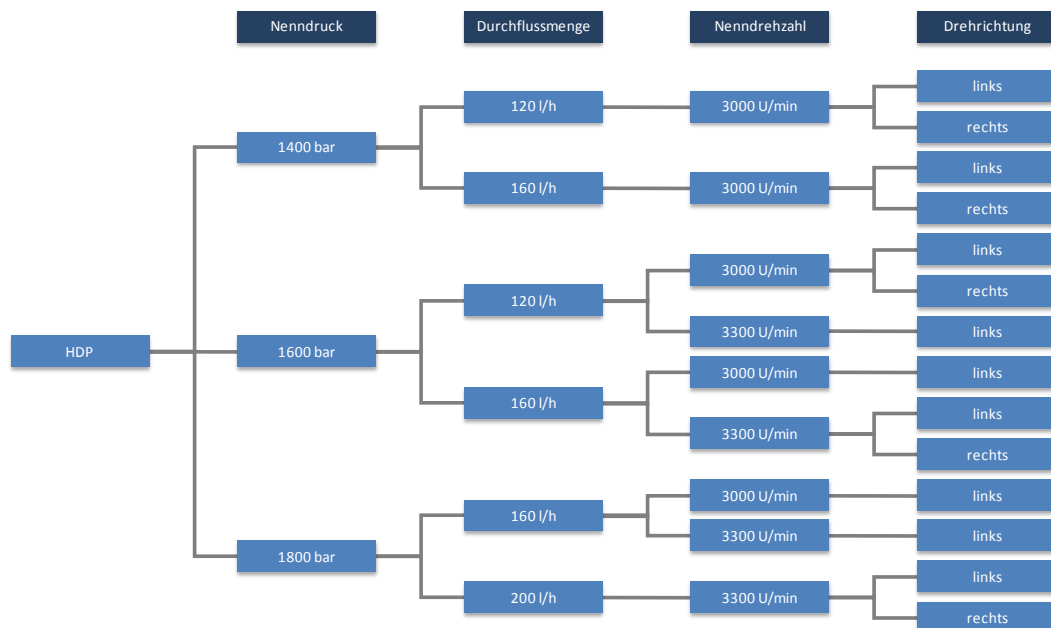 Nenndruck
Durchflussmenge
Nenndrehzahl
Drehrichtung
HDP
1400 bar
120 l/h
3000 U/min
links
rechts
160 l/h
3000 U/min
links
rechts
1600 bar
120 l/h
3000 U/min
links
rechts
3300 U/min
links
160 l/h
3000 U/min
links
3300 U/min
links
rechts
1800 bar
160 l/h
3000 U/min
links
3300 U/min
links
200 l/h
3300 U/min
links
rechts